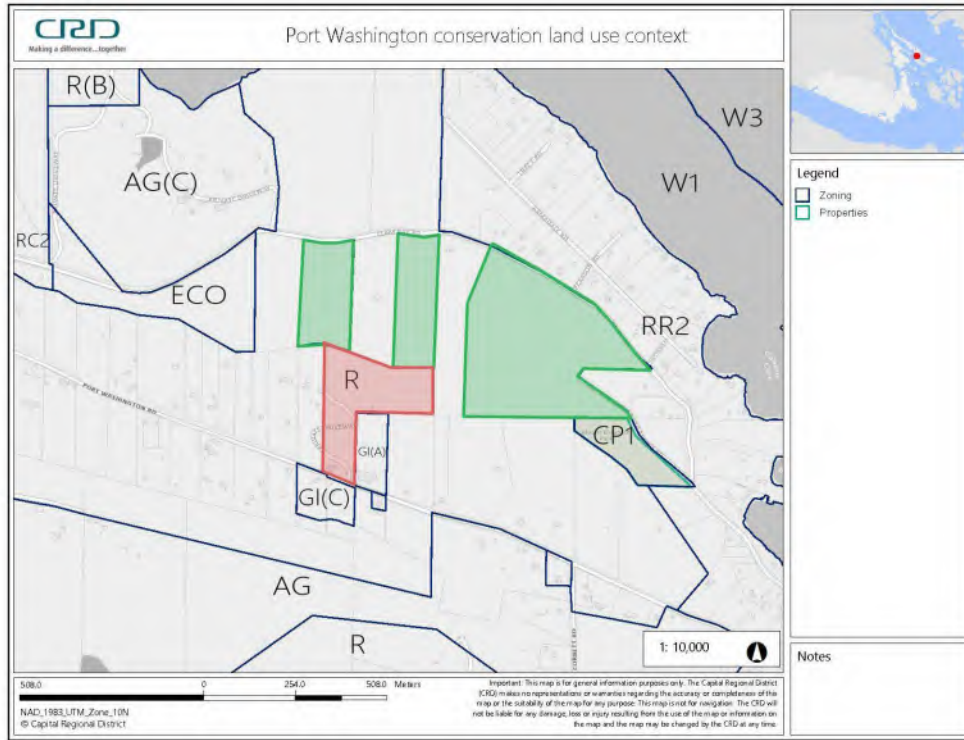 CRD
Making a difference...together
Port Washington conservation land use context
R(B)
W3
AG(C)
W1
RC2
ECO
RR2
R
PORT WASHINGTON RD
CP1
GI(A)
GI(C)
AG
R
CORBETT RD
1: 10,000
Legend
Zoning
Properties
Notes
508.0 0 254.0 508.0 Meters
NAD_1983_UTM_Zone_10N
© Capital Regional District
Important: This map is for general information purposes only. The Capital Regional District
(CRD) makes no representations or warranties regarding the accuracy or completeness of this
map or the suitability of the map for any purpose. This map is not for navigation. The CRD will
not be liable for any damage, loss or injury resulting from the use of the map or information on
the map and the map may be changed by the CRD at any time.